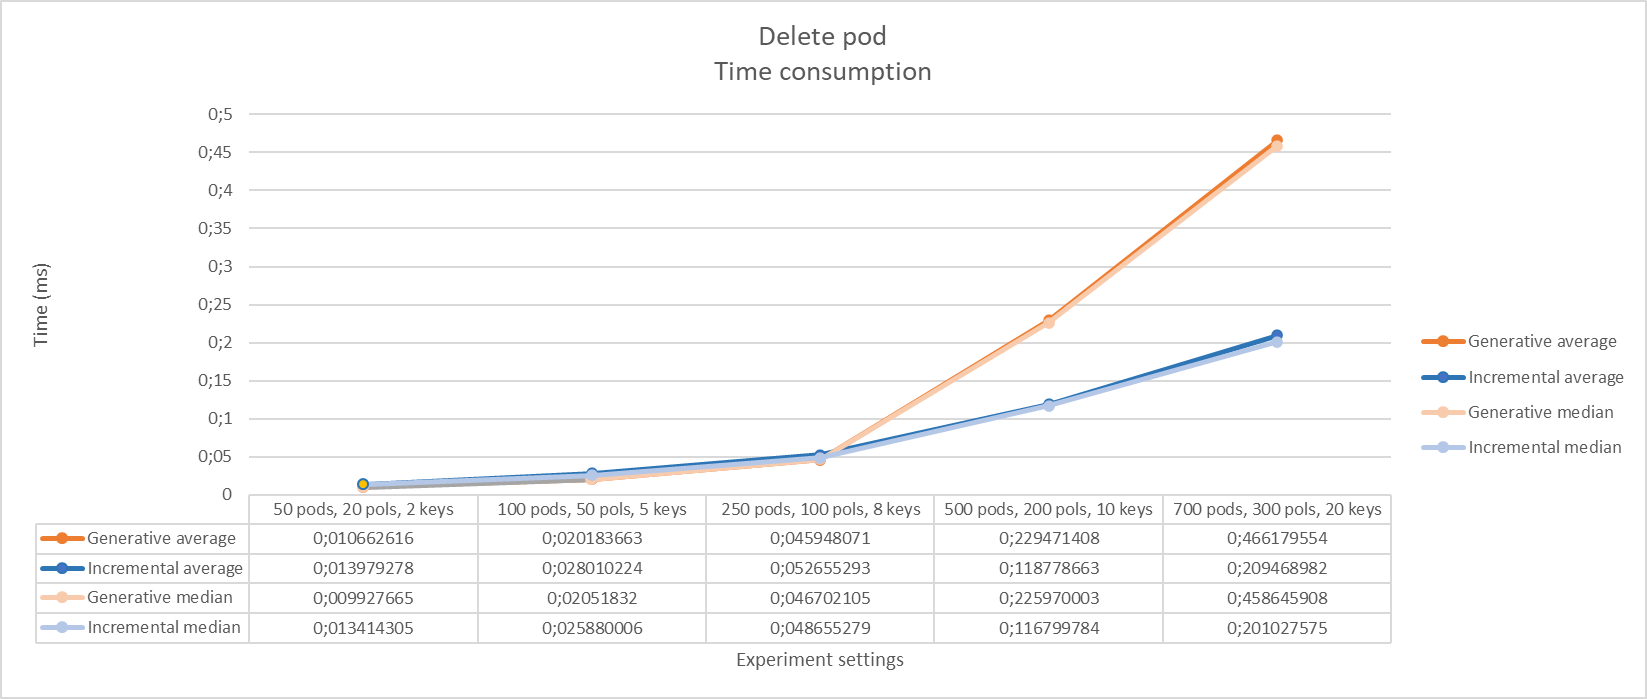 Delete pod
Time consumption
0;5
0;45
0;4
0;35
0;3
0;25
0;2
0;15
0;1
0;05
0
Time (ms)
50 pods, 20 pols, 2 keys 100 pods, 50 pols, 5 keys 250 pods, 100 pols, 8 keys 500 pods, 200 pols, 10 keys 700 pods, 300 pols, 20 keys
Generative average 0;010662616 0;020183663 0;045948071 0;229471408 0;466179554
Incremental average 0;013979278 0;028010224 0;052655293 0;118778663 0;209468982
Generative median 0;009927665 0;02051832 0;046702105 0;225970003 0;458645908
Incremental median 0;013414305 0;025880006 0;048655279 0;116799784 0;201027575
Experiment settings
Generative average
Incremental average
Generative median
Incremental median